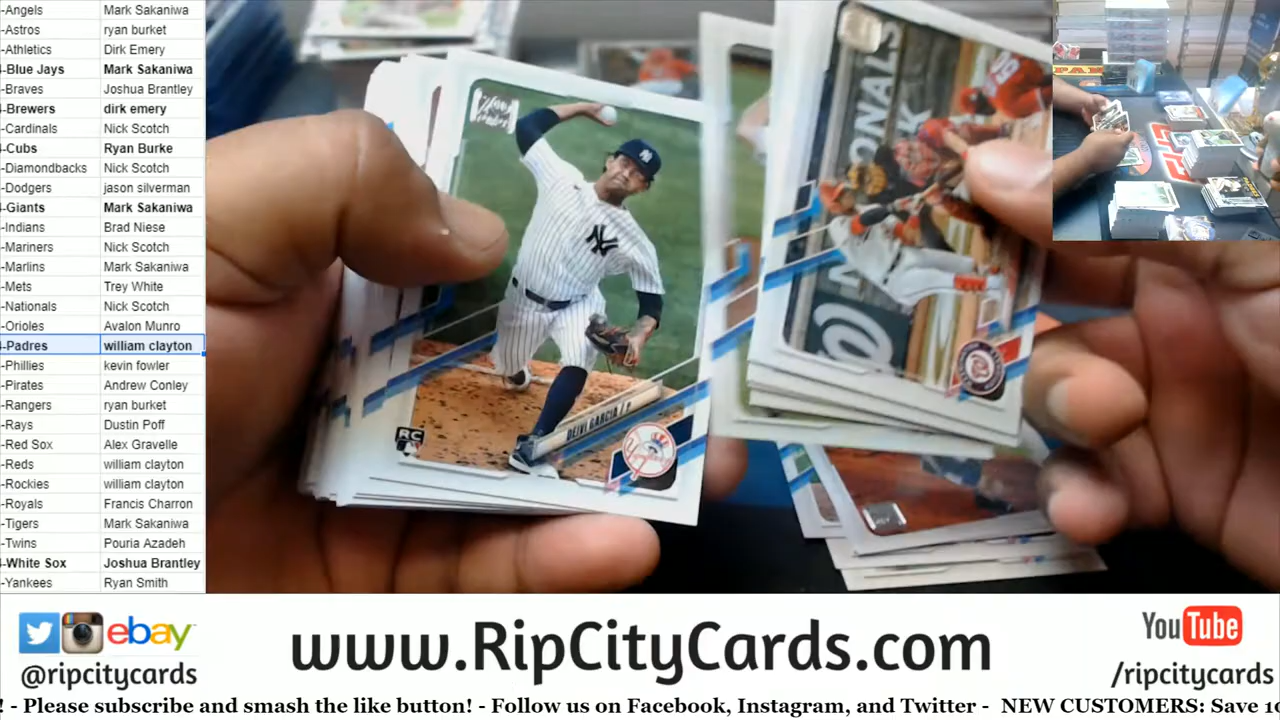 -Angels Mark Sakaniwa
-Astros ryan burket
-Athletics Dirk Emery
-Blue Jays Mark Sakaniwa
-Braves Joshua Brantley
-Brewers dirk emery
-Cardinals Nick Scotch
-Cubs Ryan Burke
-Diamondbacks Nick Scotch
-Dodgers jason silverman
-Giants Mark Sakaniwa
-Indians Brad Niese
-Mariners Nick Scotch
-Marlins Mark Sakaniwa
-Mets Trey White
-Nationals Nick Scotch
-Orioles Avalon Munro
-Padres william clayton
-Phillies kevin fowler
-Pirates Andrew Conley
-Rangers ryan burket
-Rays Dustin Poff
-Red Sox Alex Gravelle
-Reds william clayton
-Rockies william clayton
-Royals Francis Charron
-Tigers Mark Sakaniwa
-Twins Pouria Azadeh
-White Sox Joshua Brantley
-Yankees Ryan Smith
NY
DEIVI GARCIA / P
RC
ONALS
K
@N
W
ebay
@ripcitycards
www.RipCityCards.com
YouTube
/ripcitycards
! - Please subscribe and smash the like button! - Follow us on Facebook, Instagram, and Twitter - NEW CUSTOMERS: Save 10